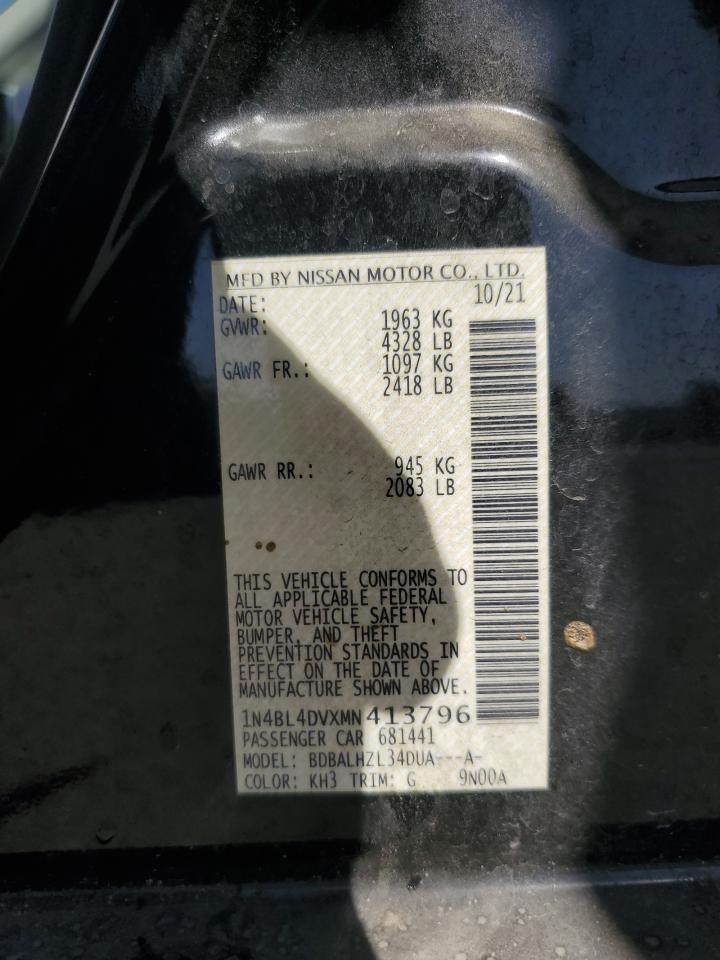 MFD BY NISSAN MOTOR CO., LTD.
DATE: 10/21
GVWR: 1963 KG
4328 LB
GAWR FR.: 1097 KG
2418 LB
GAWR RR.: 945 KG
2083 LB
THIS VEHICLE CONFORMS TO
ALL APPLICABLE FEDERAL
MOTOR VEHICLE SAFETY,
BUMPER, AND THEFT
PREVENTION STANDARDS IN
EFFECT ON THE DATE OF
MANUFACTURE SHOWN ABOVE.
1N4BL4DVXMN413796
PASSENGER CAR 681441
MODEL: BDBALHZL34DUA---A-
COLOR: KH3 TRIM: G 9N00A